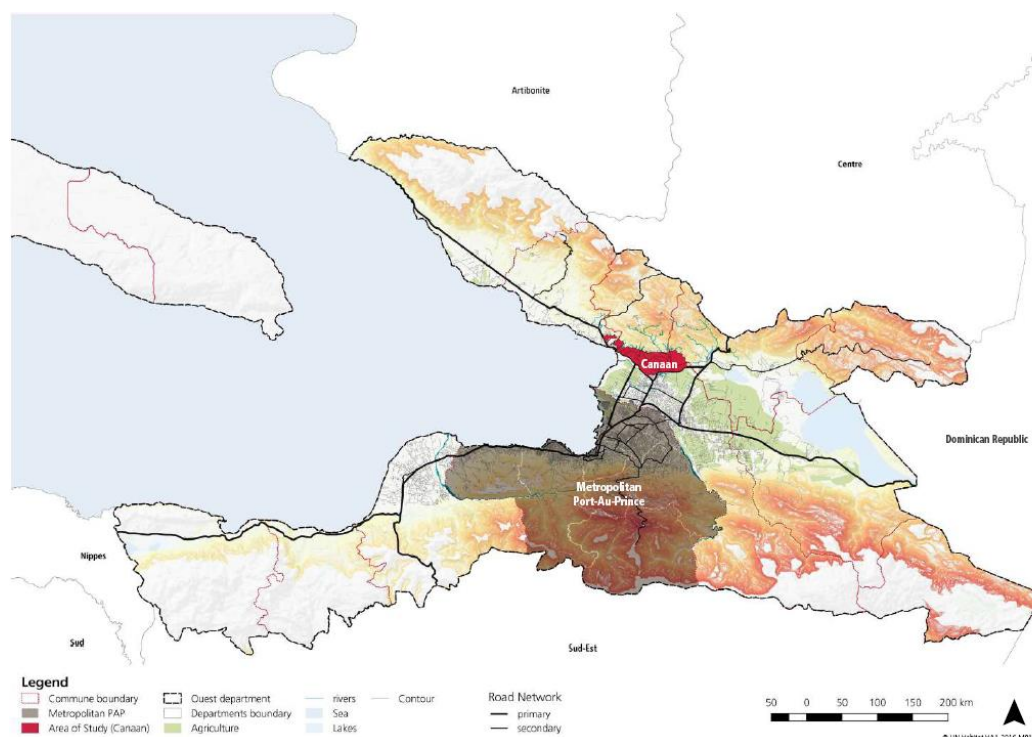 Artibonite
Centre
Canaan
Dominican Republic
Metropolitan
Port-Au-Prince
Nippes
Sud
Sud-Est
Legend
Commune boundary
Metropolitan PAP
Area of Study (Canaan)
Ouest department
Departments boundary
Agriculture
rivers
Sea
Lakes
Contour
Road Network
primary
secondary
50 0 50 100 150 200 km